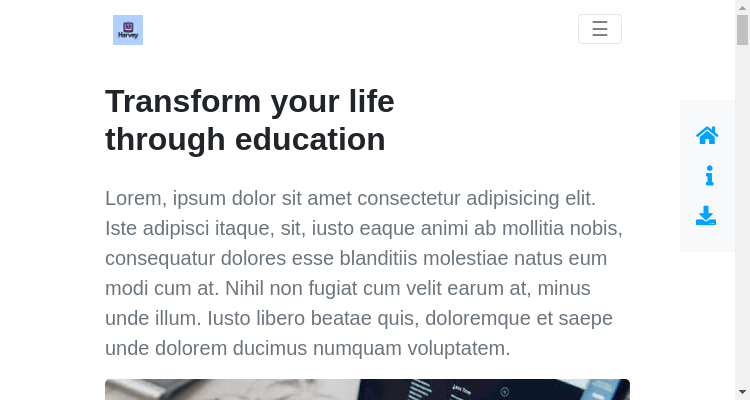 Harvey
Transform your life
through education
Lorem, ipsum dolor sit amet consectetur adipisicing elit.
Iste adipisci itaque, sit, iusto eaque animi ab mollitia nobis,
consequatur dolores esse blanditiis molestiae natus eum
modi cum at. Nihil non fugiat cum velit earum at, minus
unde illum. Iusto libero beatae quis, doloremque et saepe
unde dolorem ducimus numquam voluptatem.